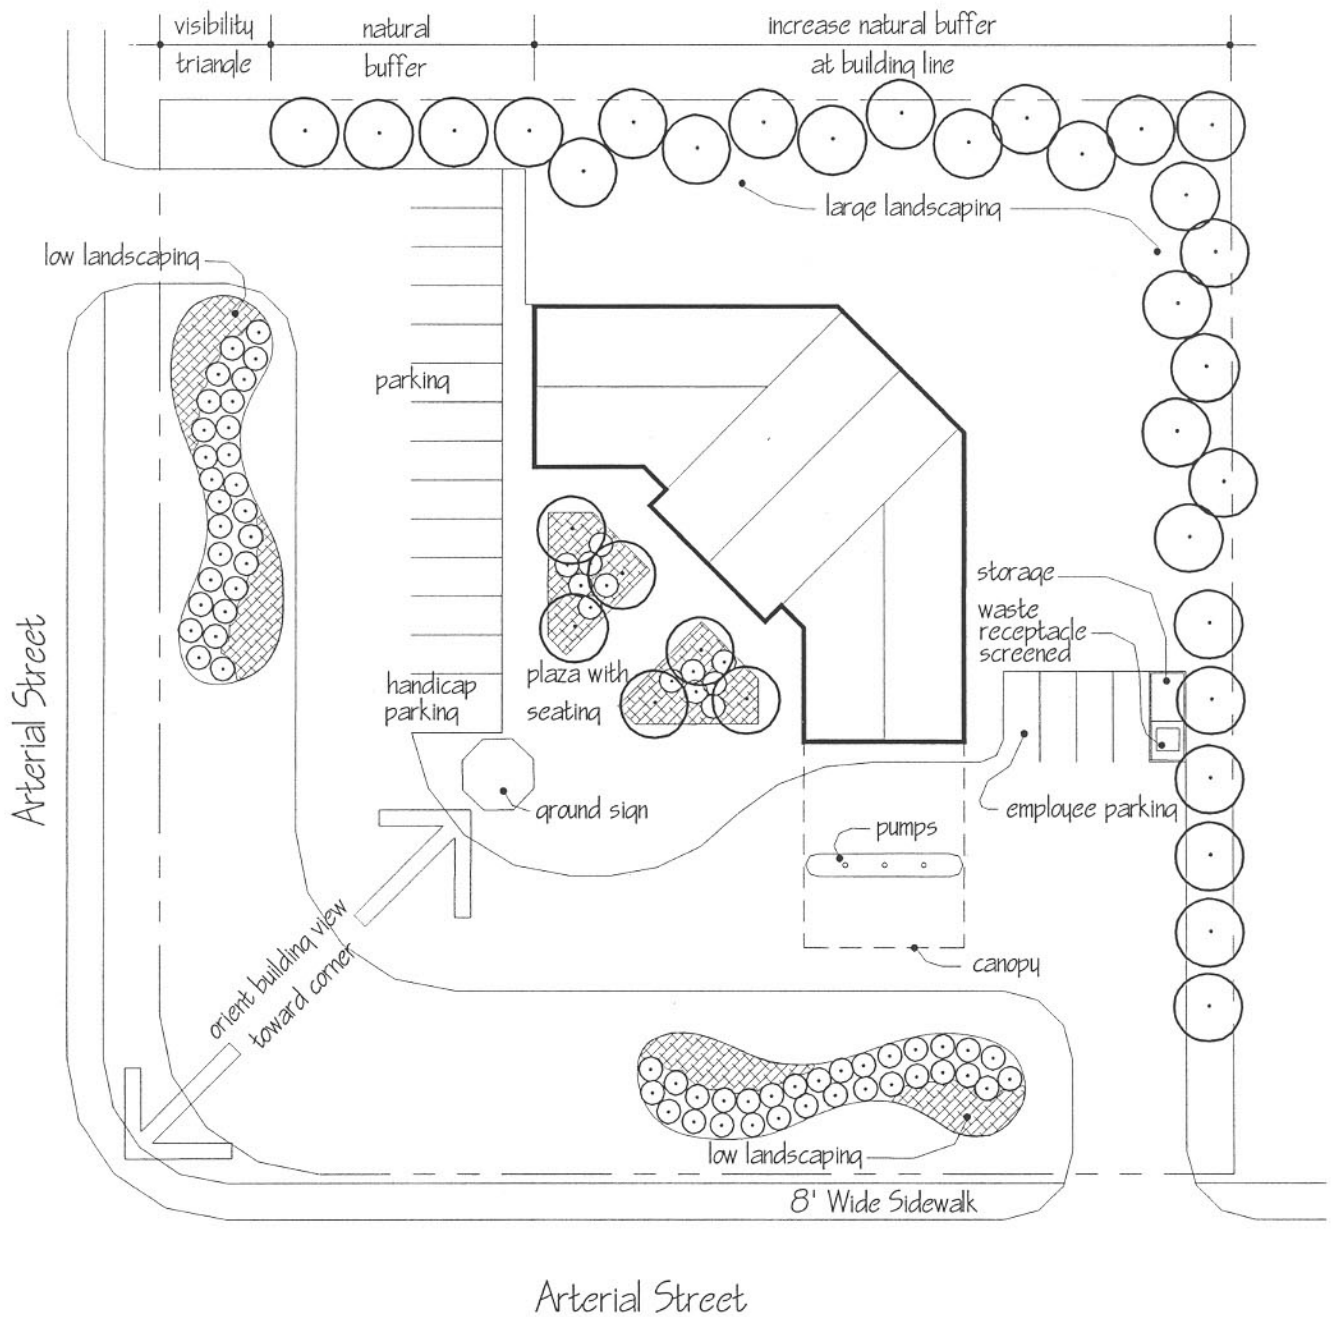 visibility
triangle
natural
buffer
increase natural buffer
at building line
large landscaping
low landscaping
parking
storage
waste
receptacle
screened
handicap
parking
plaza with
seating
Arterial Street
ground sign
employee parking
pumps
orient building view
toward corner
canopy
low landscaping
8' Wide Sidewalk
Arterial Street